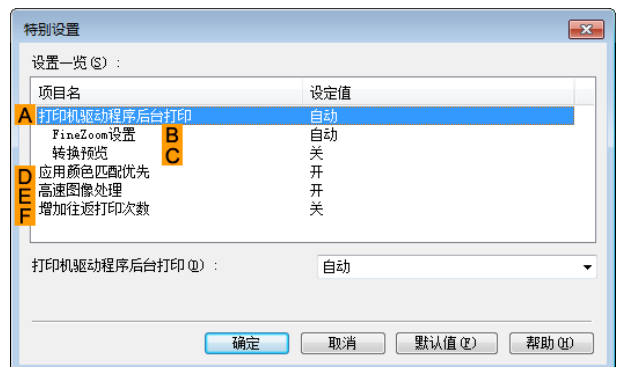 特别设置
设置一览(S)：
项目名 设定值
A 打印机驱动程序后台打印 自动
FineZoom设置 B 自动
转换预览 C 关
D 应用颜色匹配优先 开
E 高速图像处理 开
F 增加往返打印次数 关
打印机驱动程序后台打印(D)： 自动
确定 取消 默认值(F) 帮助(H)